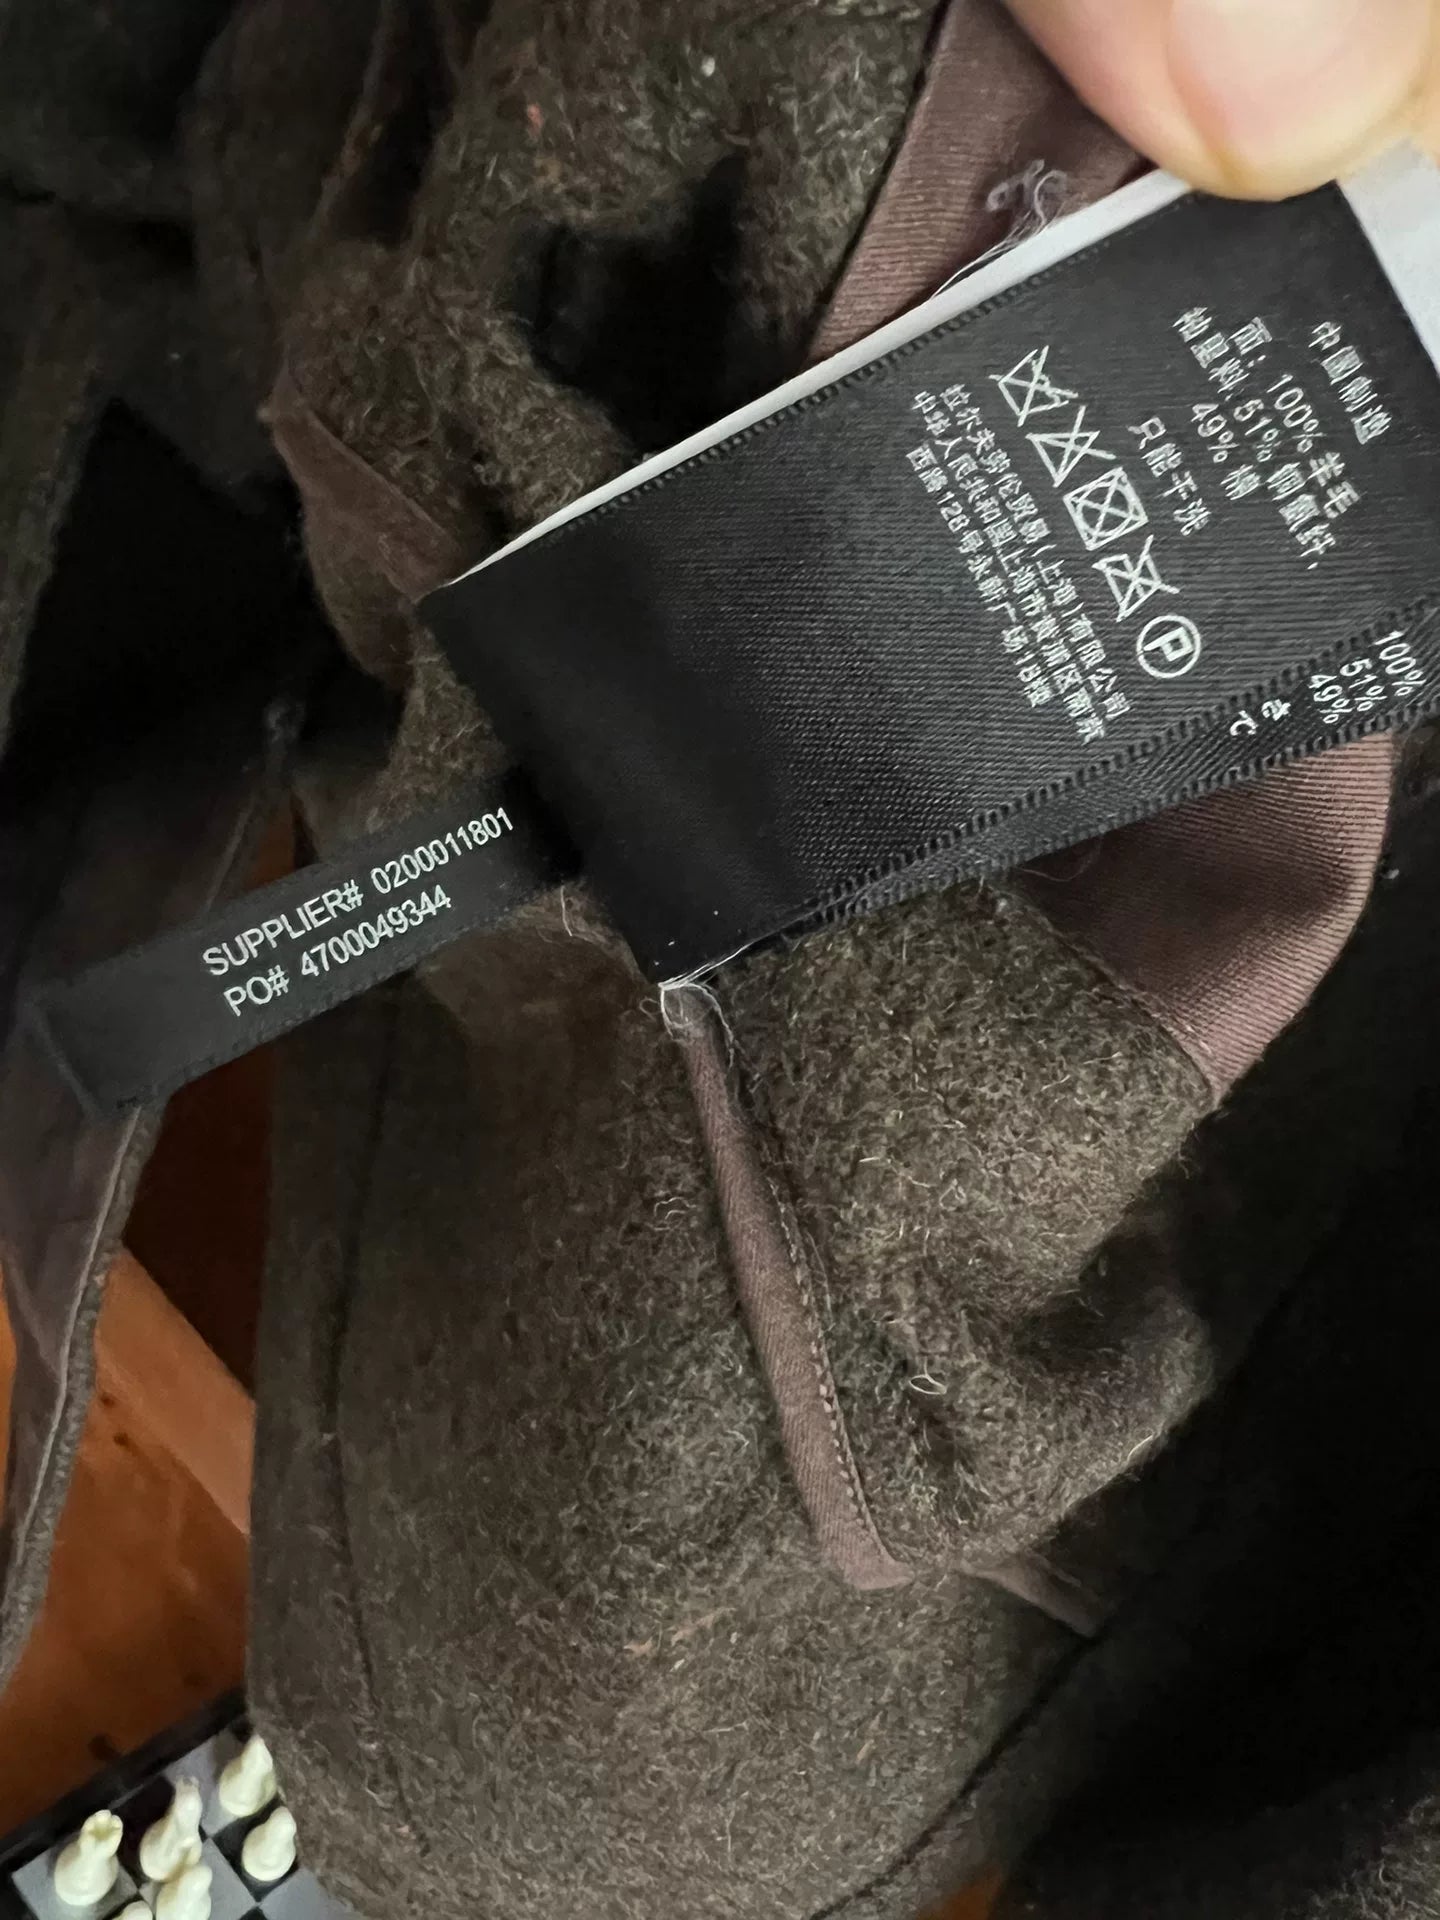 中国制造
面: 100% 羊毛
袖里料 51% 铜氨纤,
49% 棉
只能干洗
P
拉尔夫劳伦贸易(上海)有限公司
中华人民共和国上海市黄浦区南京
西路128号永新广场18楼
100%
51%
49%
SUPPLIER# 0200011801
PO# 4700049344